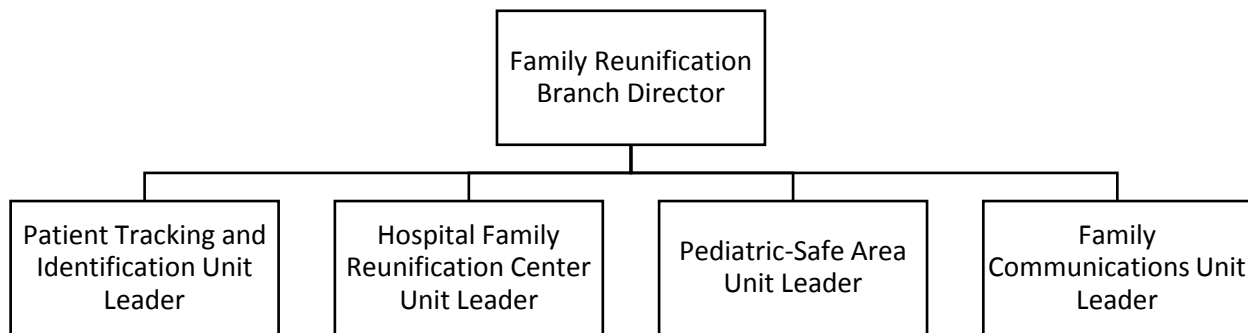 Family Reunification
Branch Director
Patient Tracking and
Identification Unit
Leader
Hospital Family
Reunification Center
Unit Leader
Pediatric-Safe Area
Unit Leader
Family
Communications Unit
Leader